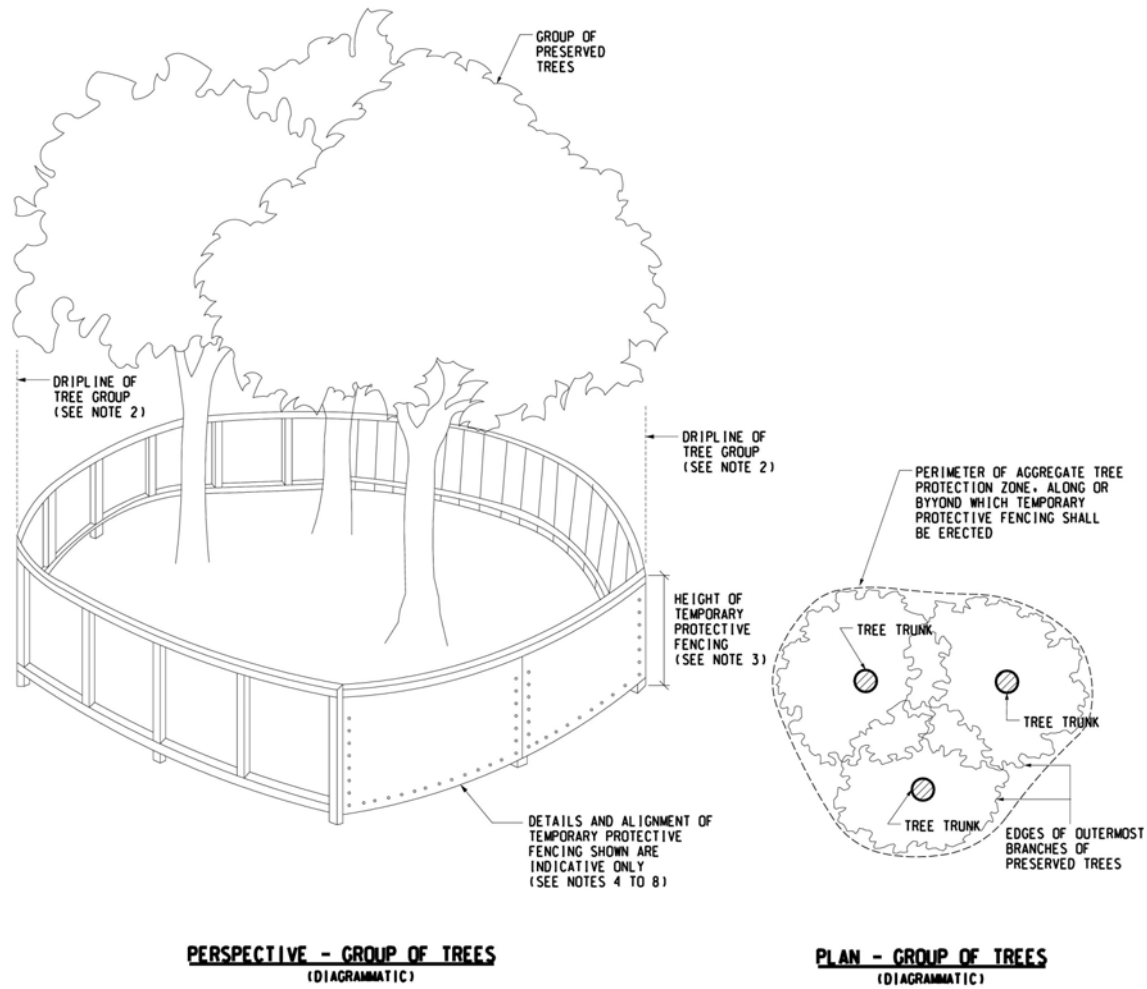 GROUP OF
PRESERVED
TREES
DRIPLINE OF
TREE GROUP
(SEE NOTE 2)
DRIPLINE OF
TREE GROUP
(SEE NOTE 2)
HEIGHT OF
TEMPORARY
PROTECTIVE
FENCING
(SEE NOTE 3)
DETAILS AND ALIGNMENT OF
TEMPORARY PROTECTIVE
FENCING SHOWN ARE
INDICATIVE ONLY
(SEE NOTES 4 TO 8)
PERSPECTIVE - GROUP OF TREES
(DIAGRAMMATIC)
PERIMETER OF AGGREGATE TREE
PROTECTION ZONE, ALONG OR
BYYOND WHICH TEMPORARY
PROTECTIVE FENCING SHALL
BE ERECTED
TREE TRUNK
TREE TRUNK
TREE TRUNK
EDGES OF OUTERMOST
BRANCHES OF
PRESERVED TREES
PLAN - GROUP OF TREES
(DIAGRAMMATIC)